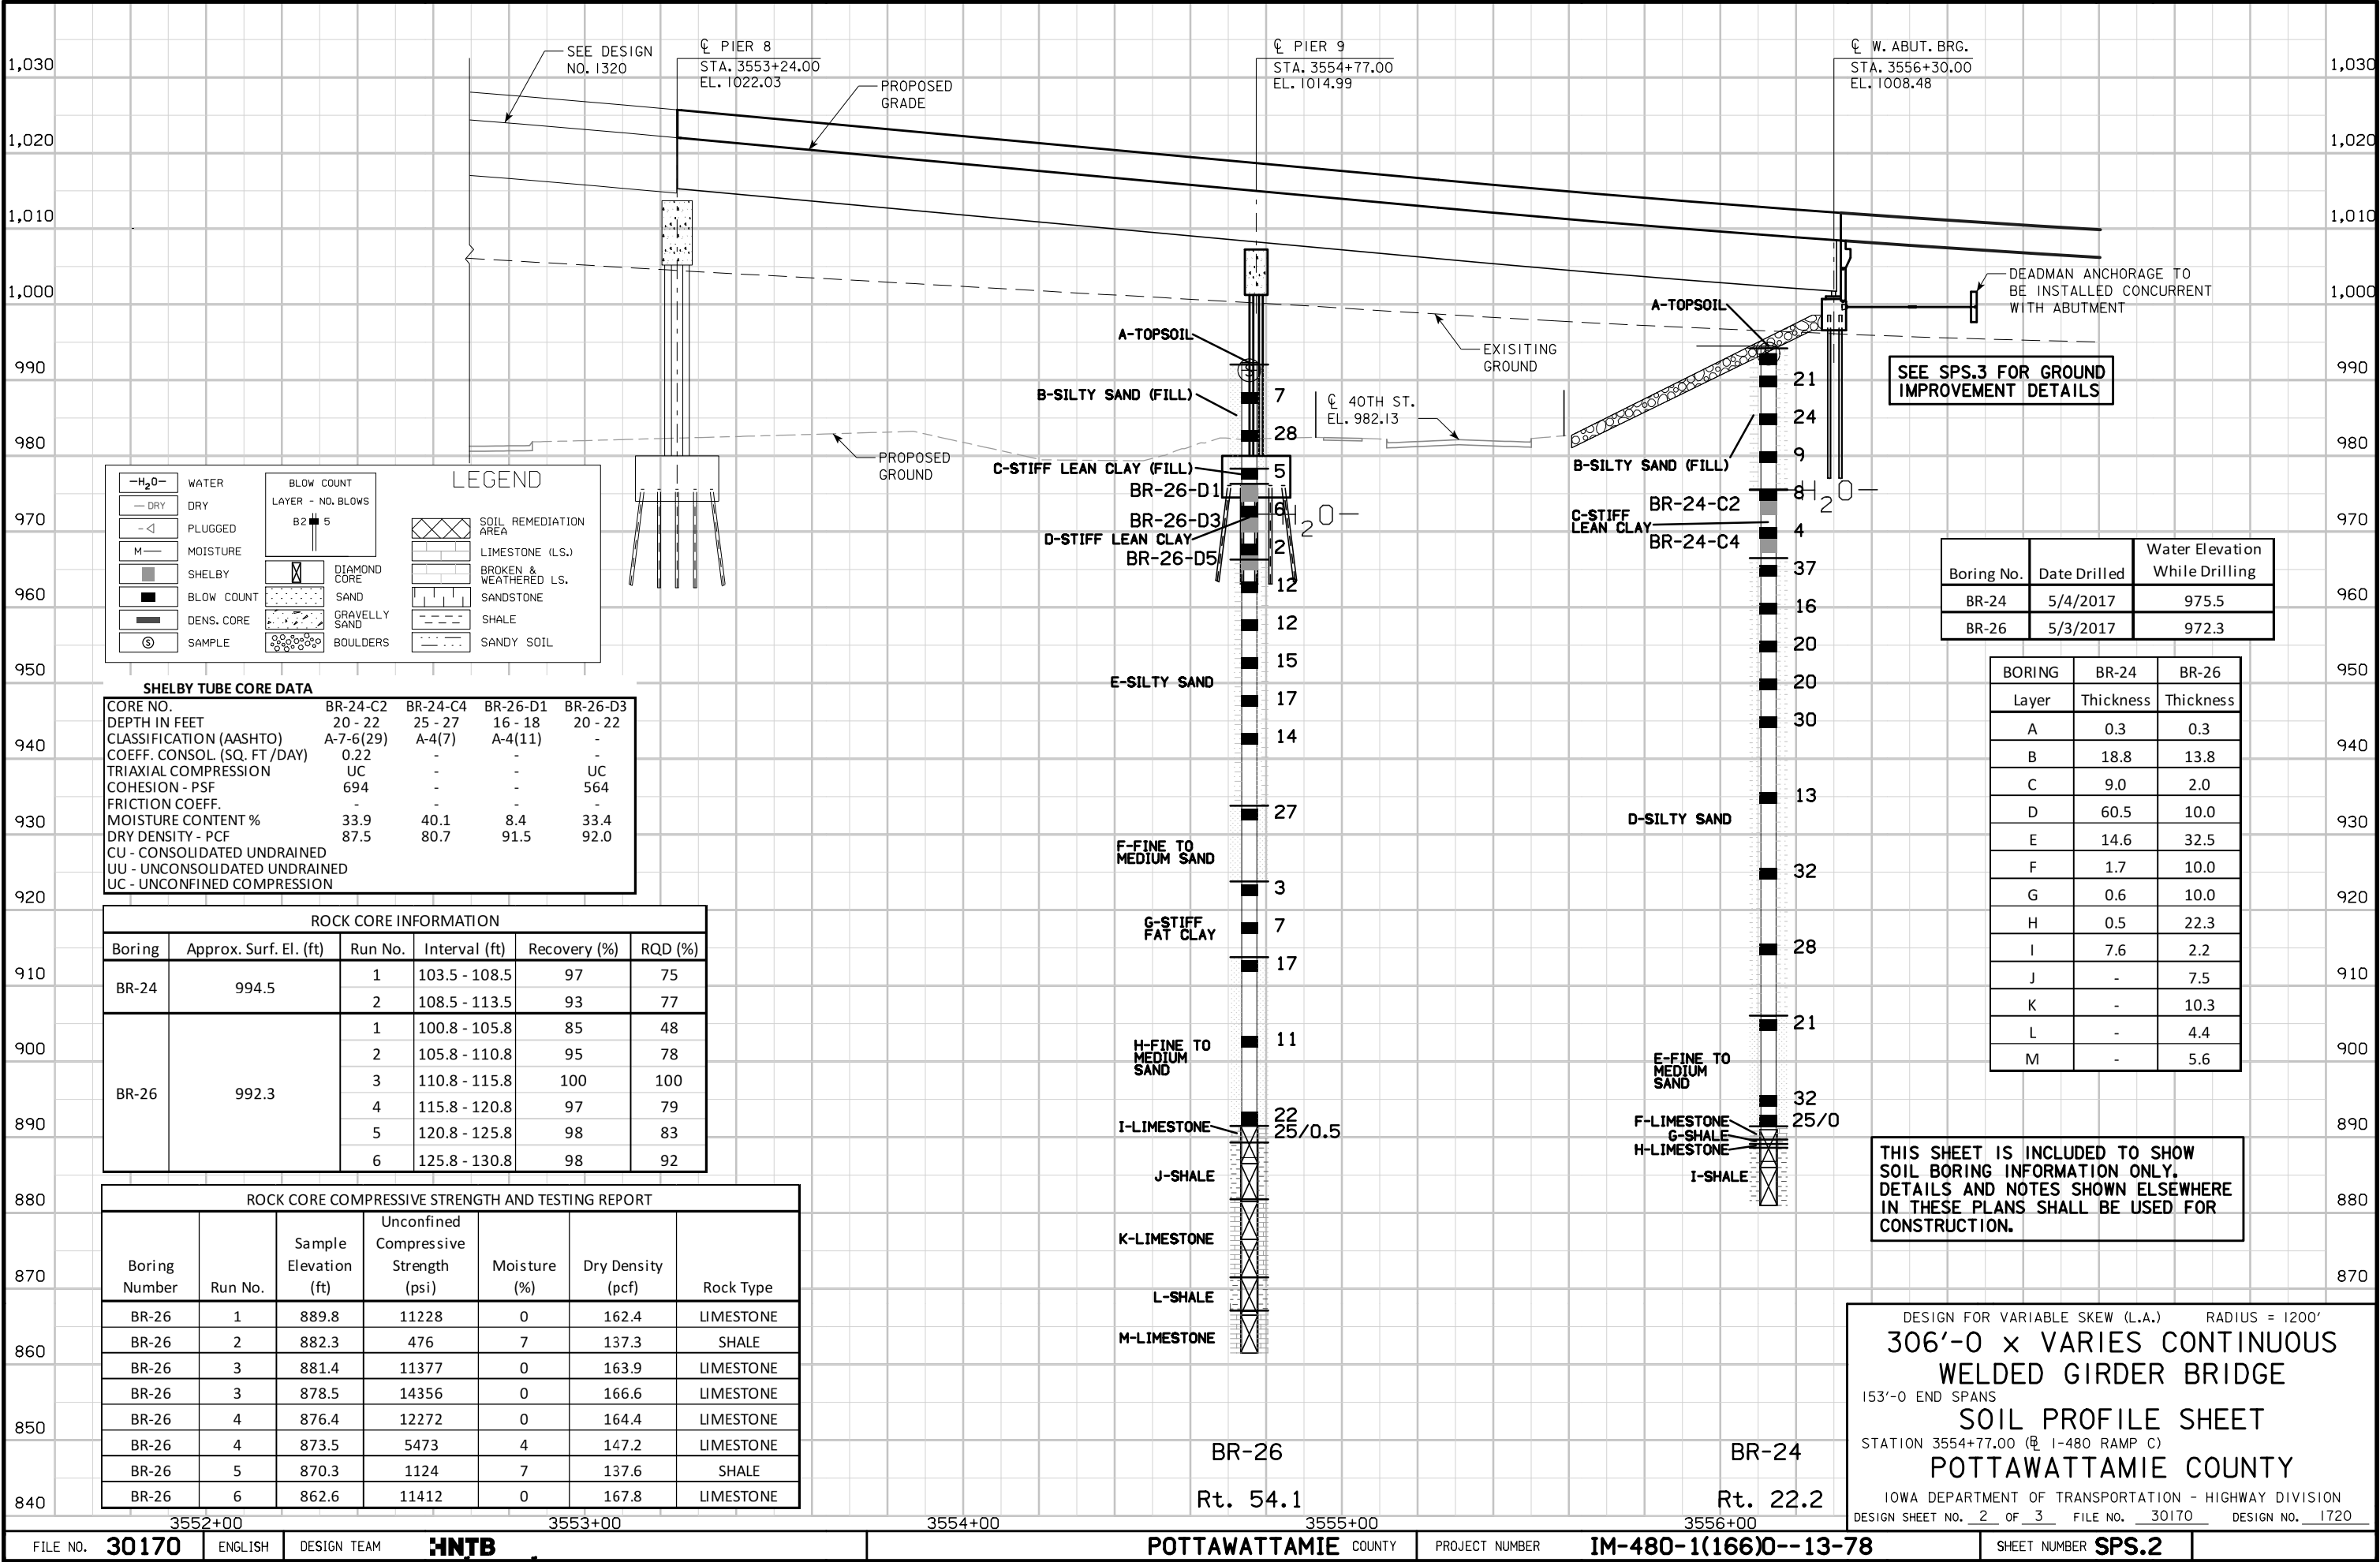 SEE DESIGN
NO. 1320
℄ PIER 8
STA. 3553+24.00
EL. 1022.03
PROPOSED
GRADE
℄ PIER 9
STA. 3554+77.00
EL. 1014.99
℄ W. ABUT. BRG.
STA. 3556+30.00
EL. 1008.48
1,030
1,020
1,010
1,000
990
980
970
960
950
940
930
920
910
900
890
880
870
860
850
840
1,030
1,020
1,010
1,000
990
980
970
960
950
940
930
920
910
900
890
880
870
DEADMAN ANCHORAGE TO
BE INSTALLED CONCURRENT
WITH ABUTMENT
EXISITING
GROUND
PROPOSED
GROUND
℄ 40TH ST.
EL. 982.13
SEE SPS.3 FOR GROUND
IMPROVEMENT DETAILS
LEGEND
–H2O– WATER
— DRY DRY
PLUGGED
M— MOISTURE
SHELBY
BLOW COUNT
DENS. CORE
S SAMPLE
BLOW COUNT
LAYER - NO. BLOWS
B2 5
DIAMOND
CORE
SAND
GRAVELLY
SAND
BOULDERS
SOIL REMEDIATION
AREA
LIMESTONE (LS.)
BROKEN &
WEATHERED LS.
SANDSTONE
SHALE
SANDY SOIL
SHELBY TUBE CORE DATA
CORE NO. BR-24-C2 BR-24-C4 BR-26-D1 BR-26-D3
DEPTH IN FEET 20 - 22 25 - 27 16 - 18 20 - 22
CLASSIFICATION (AASHTO) A-7-6(29) A-4(7) A-4(11) -
COEFF. CONSOL. (SQ. FT /DAY) 0.22 - - -
TRIAXIAL COMPRESSION UC - - UC
COHESION - PSF 694 - - 564
FRICTION COEFF. - - - -
MOISTURE CONTENT % 33.9 40.1 8.4 33.4
DRY DENSITY - PCF 87.5 80.7 91.5 92.0
CU - CONSOLIDATED UNDRAINED
UU - UNCONSOLIDATED UNDRAINED
UC - UNCONFINED COMPRESSION
ROCK CORE INFORMATION
Boring Approx. Surf. El. (ft) Run No. Interval (ft) Recovery (%) RQD (%)
BR-24 994.5 1 103.5 - 108.5 97 75
2 108.5 - 113.5 93 77
BR-26 992.3 1 100.8 - 105.8 85 48
2 105.8 - 110.8 95 78
3 110.8 - 115.8 100 100
4 115.8 - 120.8 97 79
5 120.8 - 125.8 98 83
6 125.8 - 130.8 98 92
ROCK CORE COMPRESSIVE STRENGTH AND TESTING REPORT
Boring Number Run No. Sample Elevation (ft) Unconfined Compressive Strength (psi) Moisture (%) Dry Density (pcf) Rock Type
BR-26 1 889.8 11228 0 162.4 LIMESTONE
BR-26 2 882.3 476 7 137.3 SHALE
BR-26 3 881.4 11377 0 163.9 LIMESTONE
BR-26 3 878.5 14356 0 166.6 LIMESTONE
BR-26 4 876.4 12272 0 164.4 LIMESTONE
BR-26 4 873.5 5473 4 147.2 LIMESTONE
BR-26 5 870.3 1124 7 137.6 SHALE
BR-26 6 862.6 11412 0 167.8 LIMESTONE
A-TOPSOIL
S
B-SILTY SAND (FILL)
7
28
C-STIFF LEAN CLAY (FILL)
5
BR-26-D1
BR-26-D3
6
H2O
D-STIFF LEAN CLAY
2
BR-26-D5
12
12
15
E-SILTY SAND
17
14
27
F-FINE TO
MEDIUM SAND
3
G-STIFF
FAT CLAY
7
17
11
H-FINE TO
MEDIUM
SAND
22
I-LIMESTONE
25/0.5
J-SHALE
K-LIMESTONE
L-SHALE
M-LIMESTONE
BR-26
Rt. 54.1
A-TOPSOIL
21
24
9
B-SILTY SAND (FILL)
8
H2O
BR-24-C2
C-STIFF
LEAN CLAY
4
BR-24-C4
37
16
20
20
30
13
D-SILTY SAND
32
28
21
E-FINE TO
MEDIUM
SAND
32
F-LIMESTONE
25/0
G-SHALE
H-LIMESTONE
I-SHALE
BR-24
Rt. 22.2
Boring No. Date Drilled Water Elevation While Drilling
BR-24 5/4/2017 975.5
BR-26 5/3/2017 972.3
BORING BR-24 BR-26
Layer Thickness Thickness
A 0.3 0.3
B 18.8 13.8
C 9.0 2.0
D 60.5 10.0
E 14.6 32.5
F 1.7 10.0
G 0.6 10.0
H 0.5 22.3
I 7.6 2.2
J - 7.5
K - 10.3
L - 4.4
M - 5.6
THIS SHEET IS INCLUDED TO SHOW
SOIL BORING INFORMATION ONLY.
DETAILS AND NOTES SHOWN ELSEWHERE
IN THESE PLANS SHALL BE USED FOR
CONSTRUCTION.
DESIGN FOR VARIABLE SKEW (L.A.) RADIUS = 1200'
306'-0 x VARIES CONTINUOUS
WELDED GIRDER BRIDGE
153'-0 END SPANS
SOIL PROFILE SHEET
STATION 3554+77.00 (BL I-480 RAMP C)
POTTAWATTAMIE COUNTY
IOWA DEPARTMENT OF TRANSPORTATION - HIGHWAY DIVISION
DESIGN SHEET NO. 2 OF 3 FILE NO. 30170 DESIGN NO. 1720
3552+00 3553+00 3554+00 3555+00 3556+00
FILE NO. 30170 ENGLISH DESIGN TEAM HNTB POTTAWATTAMIE COUNTY PROJECT NUMBER IM-480-1(166)0--13-78 SHEET NUMBER SPS.2